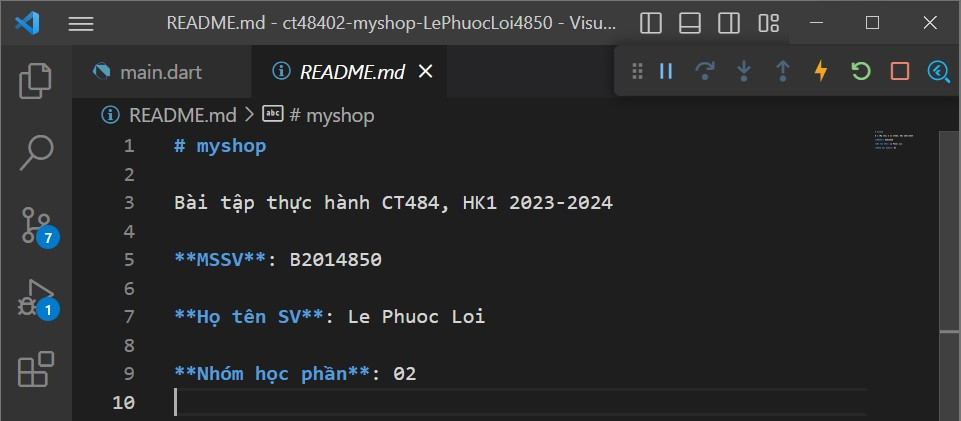 README.md - ct48402-myshop-LePhuocLoi4850 - Visu...
main.dart
README.md
README.md > abc # myshop
1 # myshop
2
3 Bài tập thực hành CT484, HK1 2023-2024
4
5 **MSSV**: B2014850
6
7 **Họ tên SV**: Le Phuoc Loi
8
9 **Nhóm học phần**: 02
10
7
1